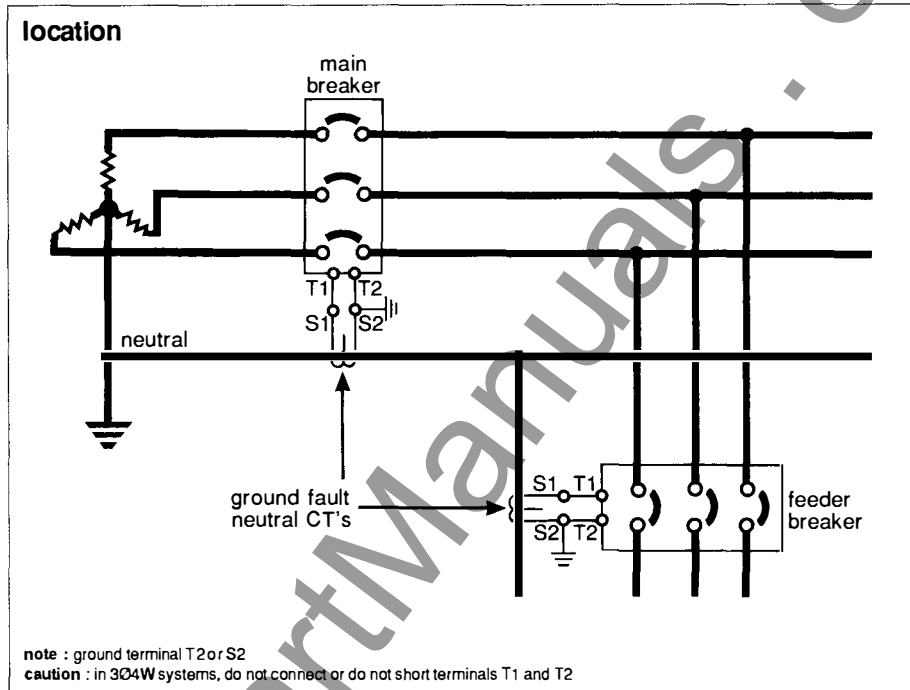 location
main
breaker
T1 T2
S1 S2
neutral
ground fault
neutral CT's
S1 T1
S2 T2
feeder
breaker
note : ground terminal T2 or S2
caution : in 3Ø4W systems, do not connect or do not short terminals T1 and T2
artManuals.